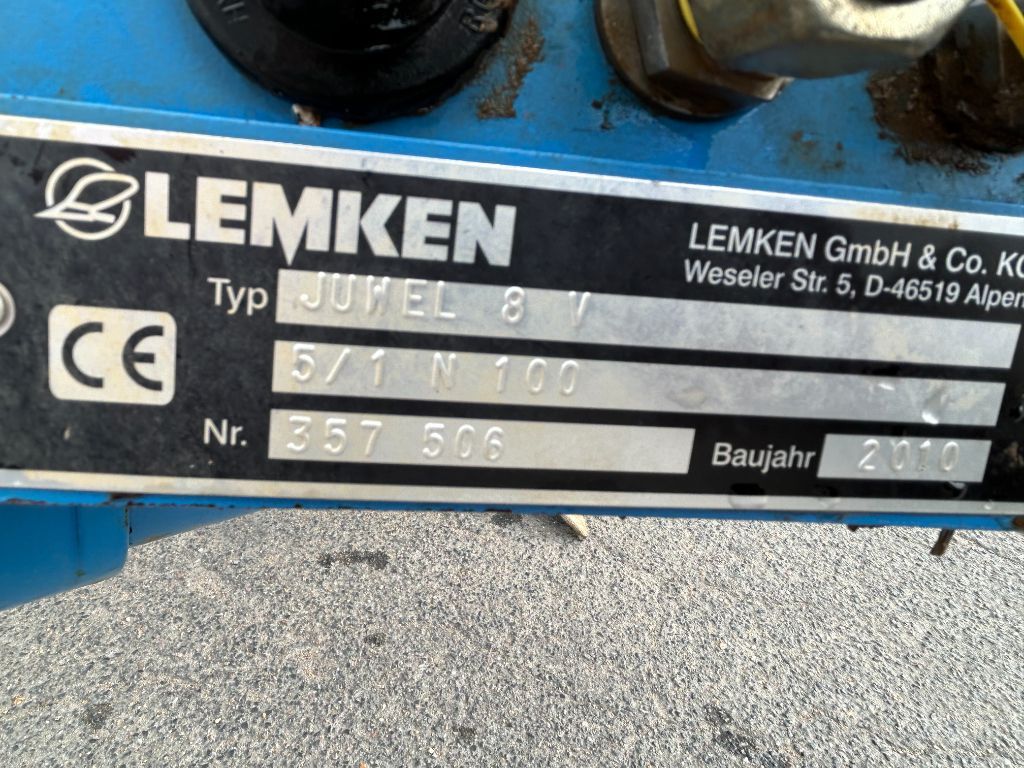 LEMKEN
LEMKEN GmbH & Co. KG
Weseler Str. 5, D-46519 Alpen
Typ JUWEL 8 V
CE
5/1 N 100
Nr. 357 506
Baujahr 2010